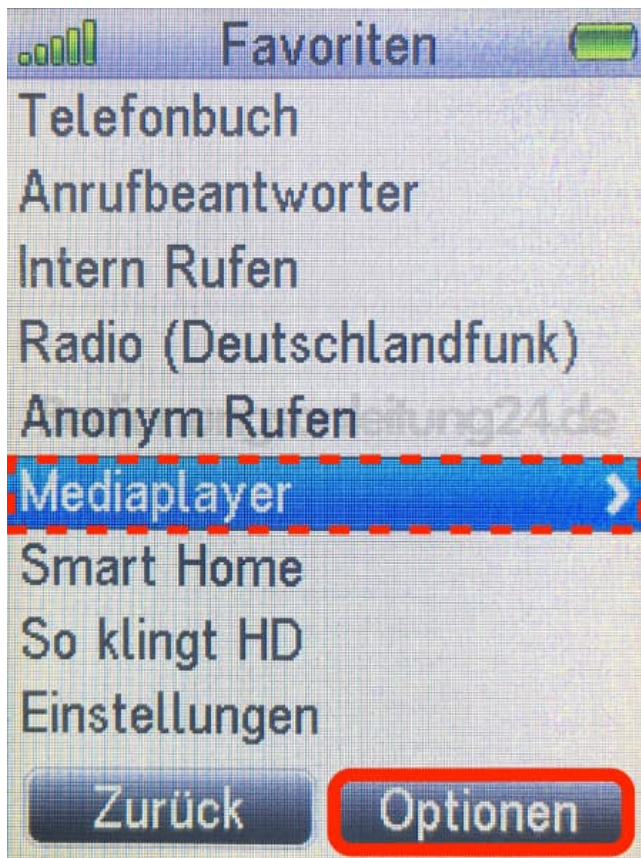 Favoriten
Telefonbuch
Anrufbeantworter
Intern Rufen
Radio (Deutschlandfunk)
Anonym Rufen
Mediaplayer
Smart Home
So klingt HD
Einstellungen
Zurück Optionen